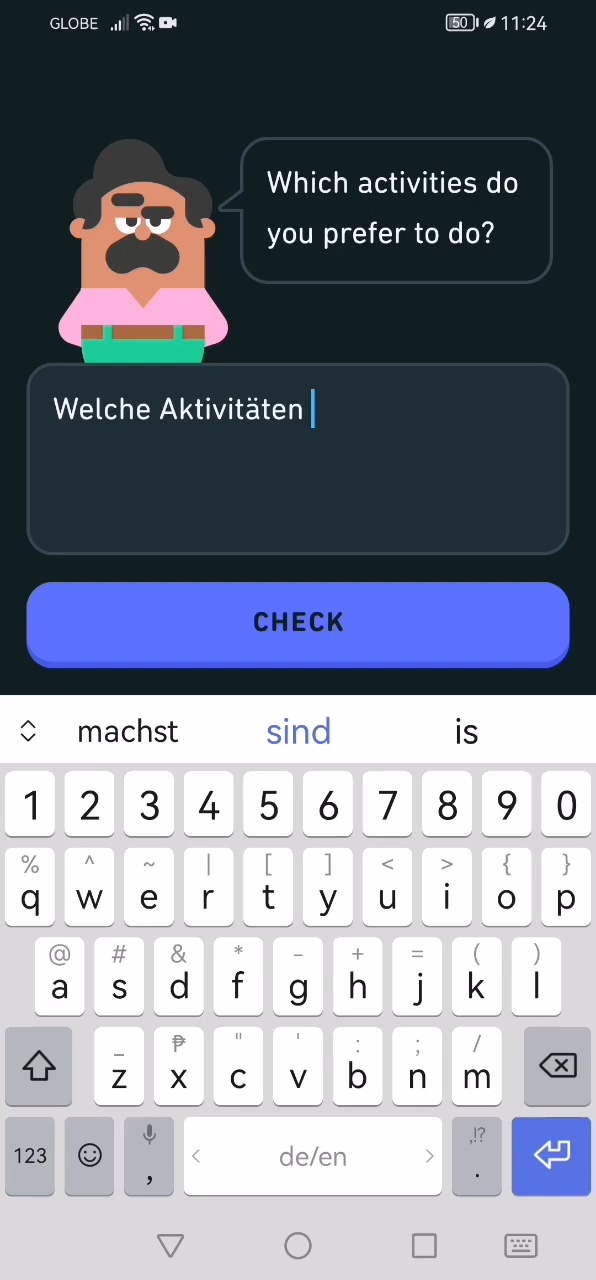 GLOBE 50 11:24
Which activities do
you prefer to do?
Welche Aktivitäten
CHECK
machst sind is
1 2 3 4 5 6 7 8 9 0
% ^ ~ | [ ] < > { }
q w e r t y u i o p
@ # & * - + = ( )
a s d f g h j k l
_ ₱ " ' : ; /
z x c v b n m
123 , < de/en > ,!? .